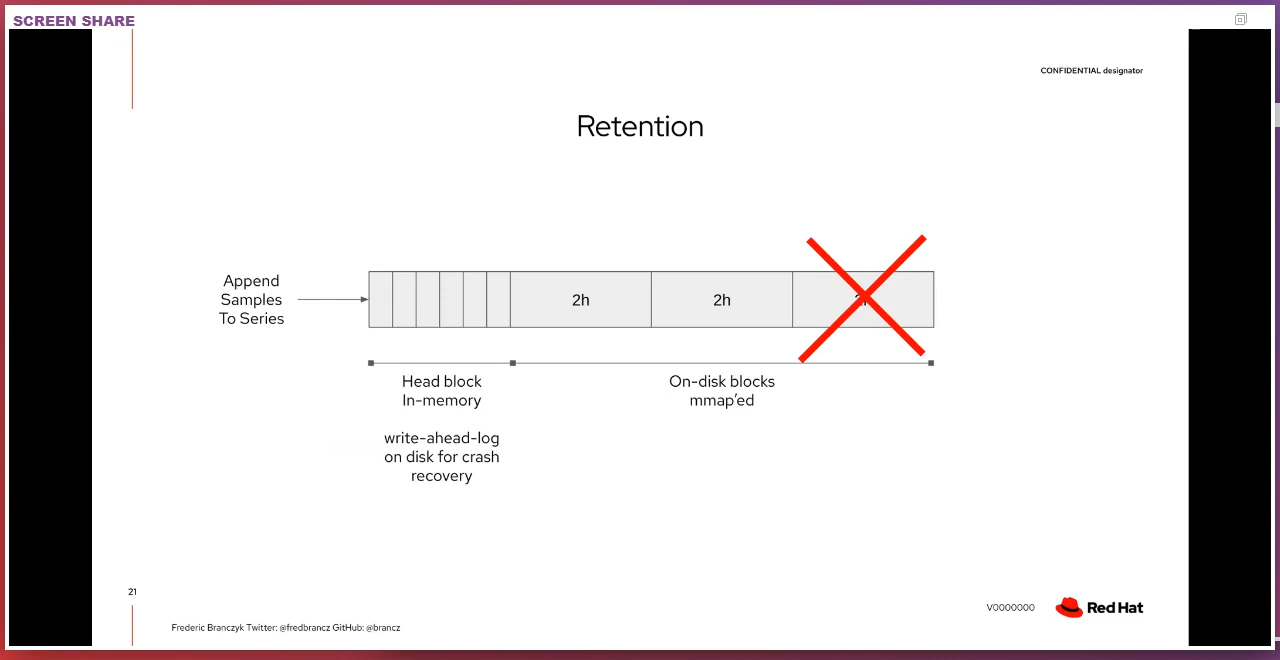 SCREEN SHARE
CONFIDENTIAL designator
Retention
Append
Samples
To Series
2h
2h
Head block
In-memory
On-disk blocks
mmap'ed
write-ahead-log
on disk for crash
recovery
21
V0000000
Red Hat
Frederic Branczyk Twitter: @fredbrancz GitHub: @brancz